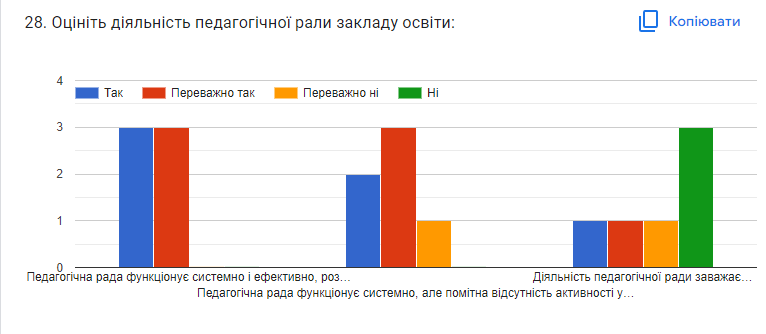 28. Оцініть діяльність педагогічної рали закладу освіти:
Копіювати
4
Так Переважно так Переважно ні Ні
3
2
1
0
Педагогічна рада функціонує системно і ефективно, роз…
Діяльність педагогічної ради заважає…
Педагогічна рада функціонує системно, але помітна відсутність активності у…